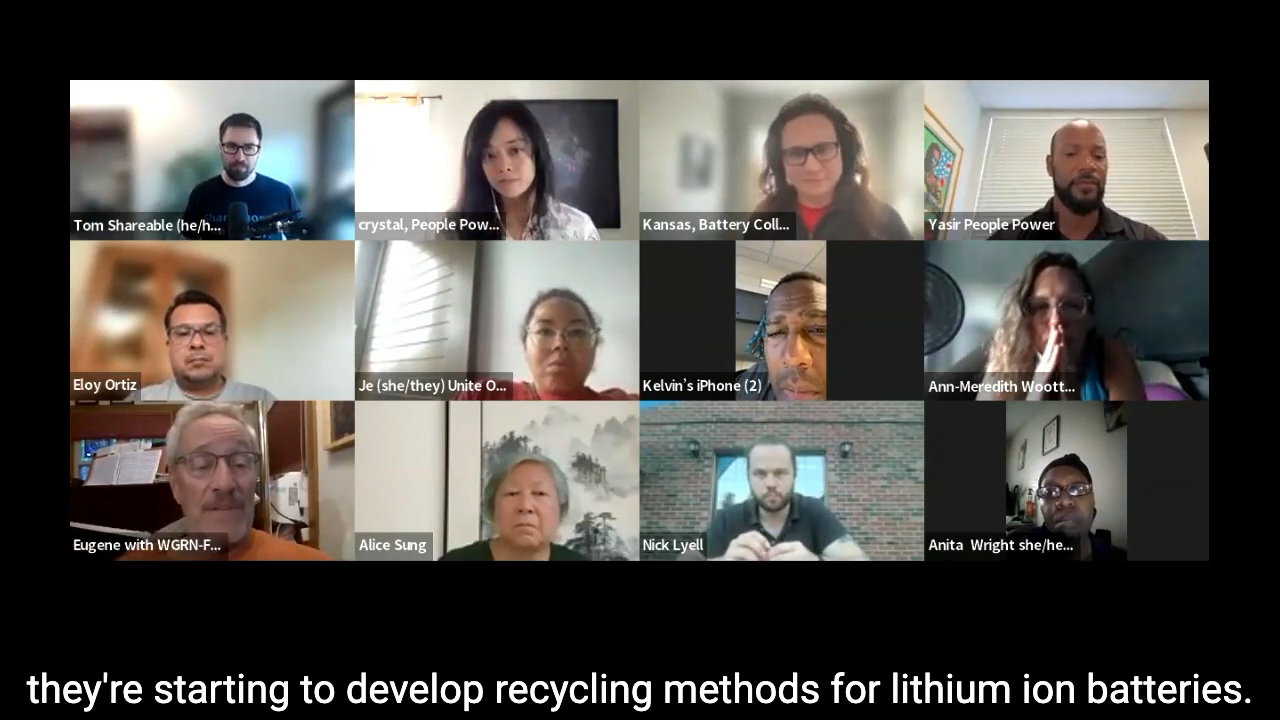 Tom Shareable (he/h...
crystal, People Pow...
Kansas, Battery Coll...
Yasir People Power
Eloy Ortiz
Je (she/they) Unite O...
Kelvin's iPhone (2)
Ann-Meredith Woott...
Eugene with WGRN-F...
Alice Sung
Nick Lyell
Anita Wright she/he...
they're starting to develop recycling methods for lithium ion batteries.